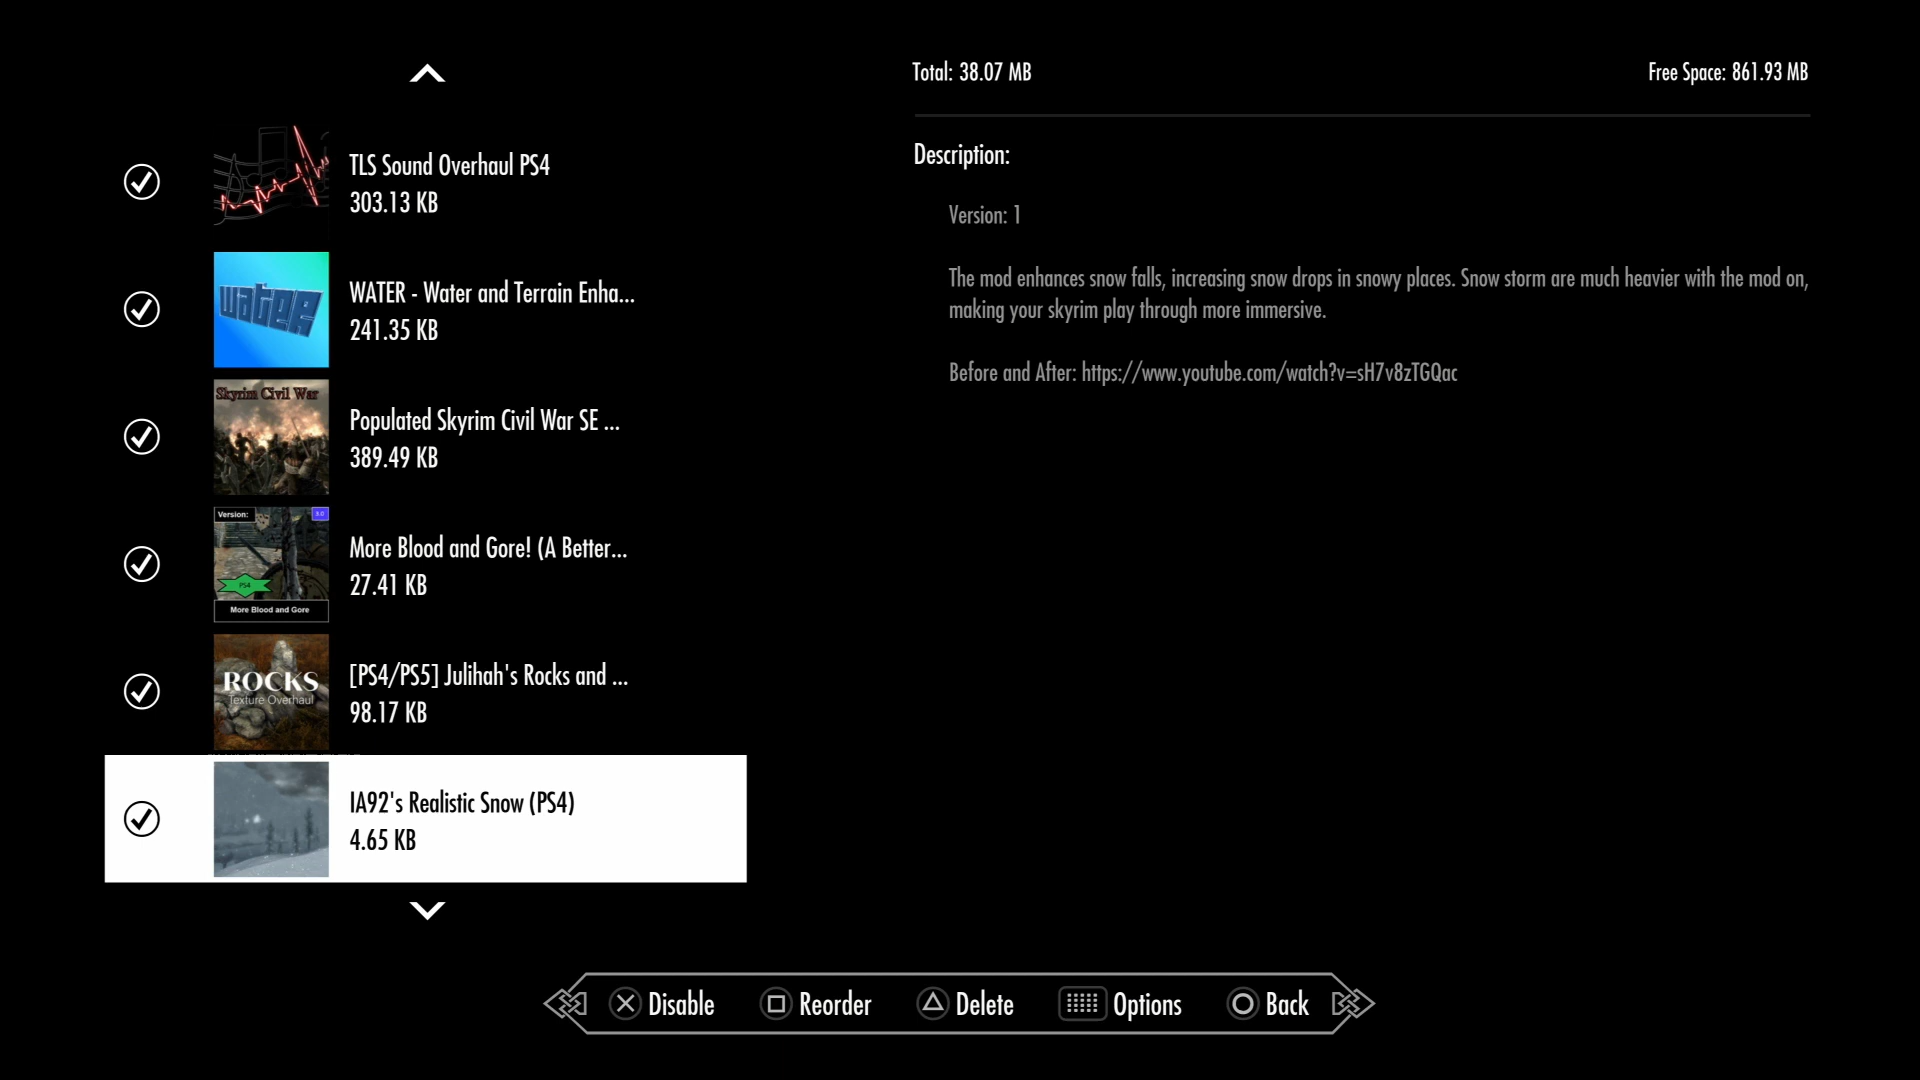 Total: 38.07 MB
Free Space: 861.93 MB
TLS Sound Overhaul PS4
303.13 KB
WATER
WATER - Water and Terrain Enha...
241.35 KB
Skyrim Civil War
Populated Skyrim Civil War SE ...
389.49 KB
Version:
3.0
PS4
More Blood and Gore
More Blood and Gore! (A Better...
27.41 KB
ROCKS
Texture Overhaul
[PS4/PS5] Julihah's Rocks and ...
98.17 KB
IA92's Realistic Snow (PS4)
4.65 KB
Description:
Version: 1
The mod enhances snow falls, increasing snow drops in snowy places. Snow storm are much heavier with the mod on,
making your skyrim play through more immersive.
Before and After: https://www.youtube.com/watch?v=sH7v8zTGQac
Disable
Reorder
Delete
Options
Back